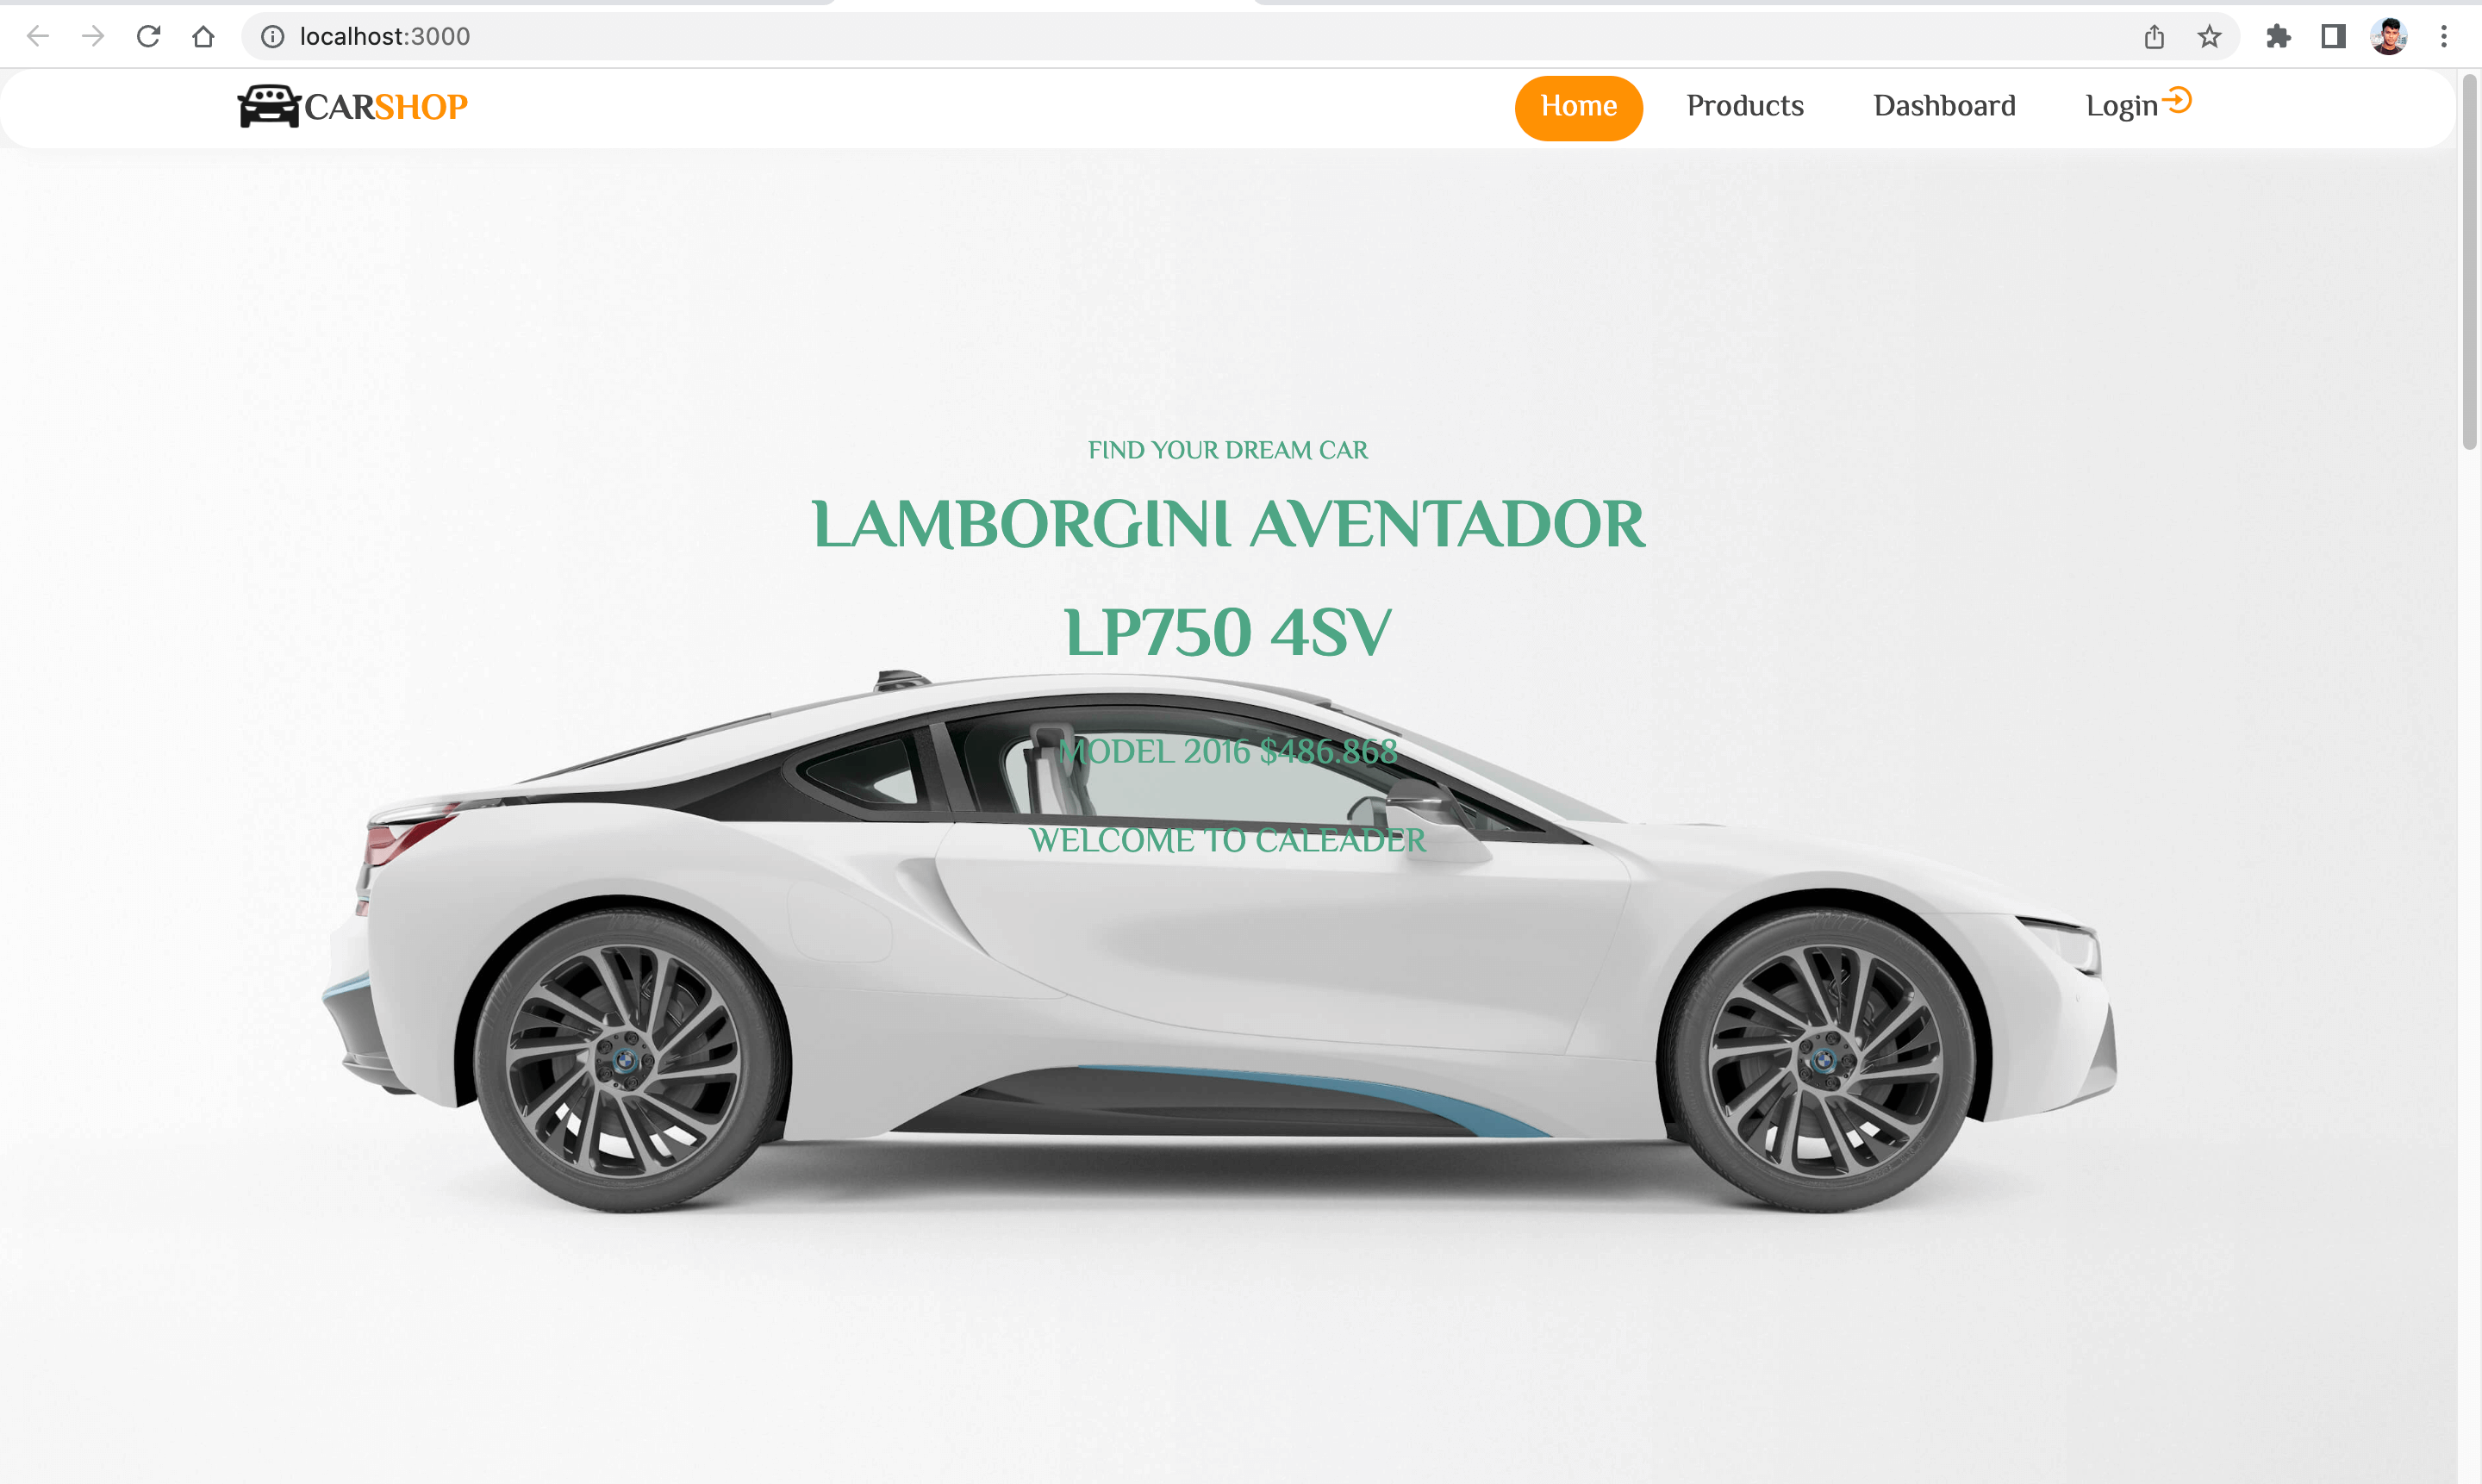 localhost:3000
CARSHOP
Home
Products
Dashboard
Login
FIND YOUR DREAM CAR
LAMBORGINI AVENTADOR
LP750 4SV
MODEL 2016 $486.868
WELCOME TO CALEADER